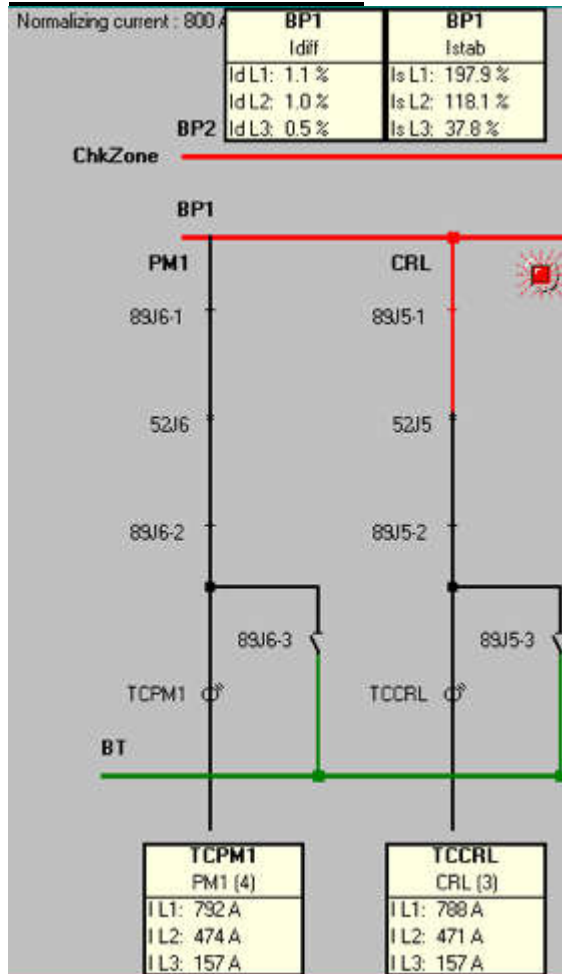 Normalizing current : 800 A
BP1
Idiff
Id L1: 1.1 %
Id L2: 1.0 %
Id L3: 0.5 %
BP1
Istab
Is L1: 197.9 %
Is L2: 118.1 %
Is L3: 37.8 %
BP2
ChkZone
BP1
PM1
CRL
89J6-1
89J5-1
52J6
52J5
89J6-2
89J5-2
89J6-3
89J5-3
TCPM1
TCCRL
BT
TCPM1
PM1 (4)
I L1: 792 A
I L2: 474 A
I L3: 157 A
TCCRL
CRL (3)
I L1: 788 A
I L2: 471 A
I L3: 157 A